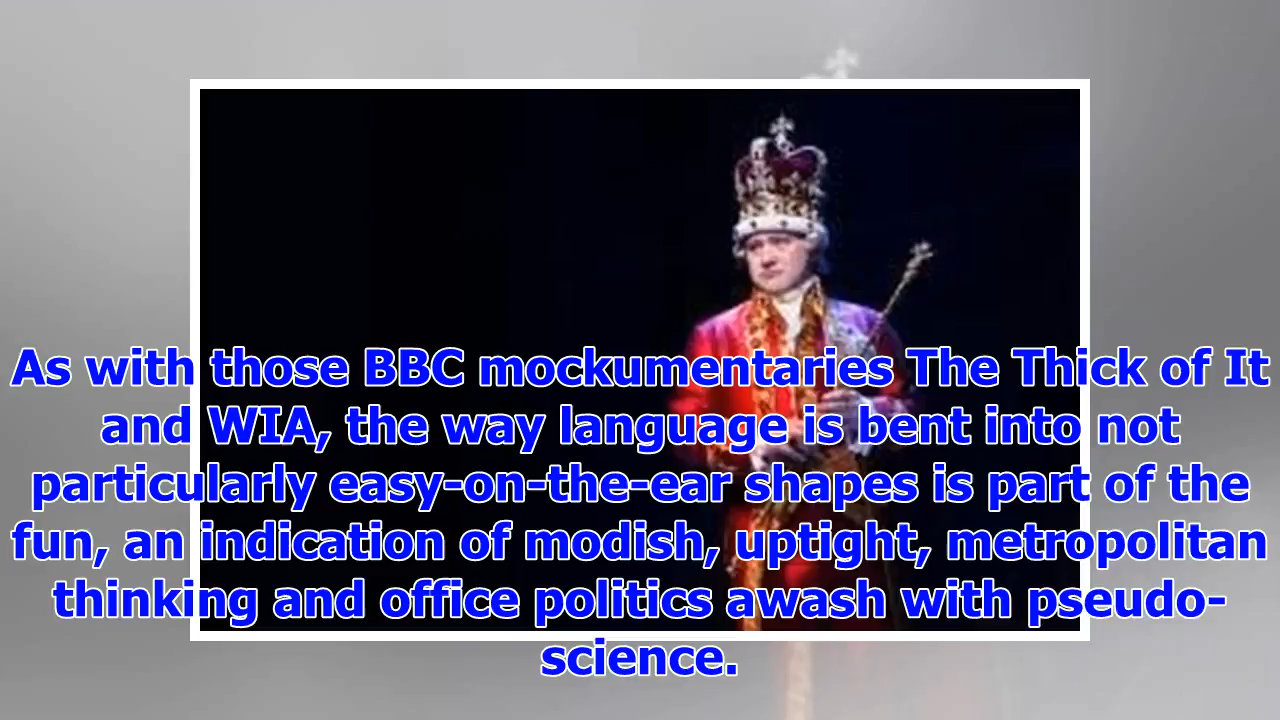 As with those BBC mockumentaries The Thick of It
and WIA, the way language is bent into not
particularly easy-on-the-ear shapes is part of the
fun, an indication of modish, uptight, metropolitan
thinking and office politics awash with pseudo-
science.